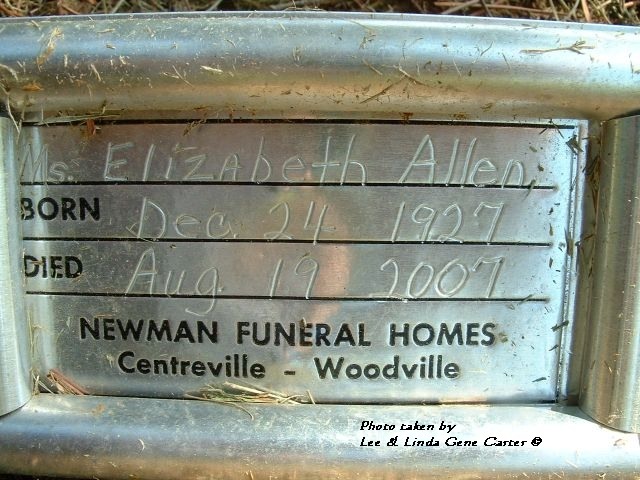 Ms. Elizabeth Allen
BORN Dec. 24 1927
DIED Aug 19 2007
NEWMAN FUNERAL HOMES
Centreville - Woodville
Photo taken by
Lee & Linda Gene Carter ©